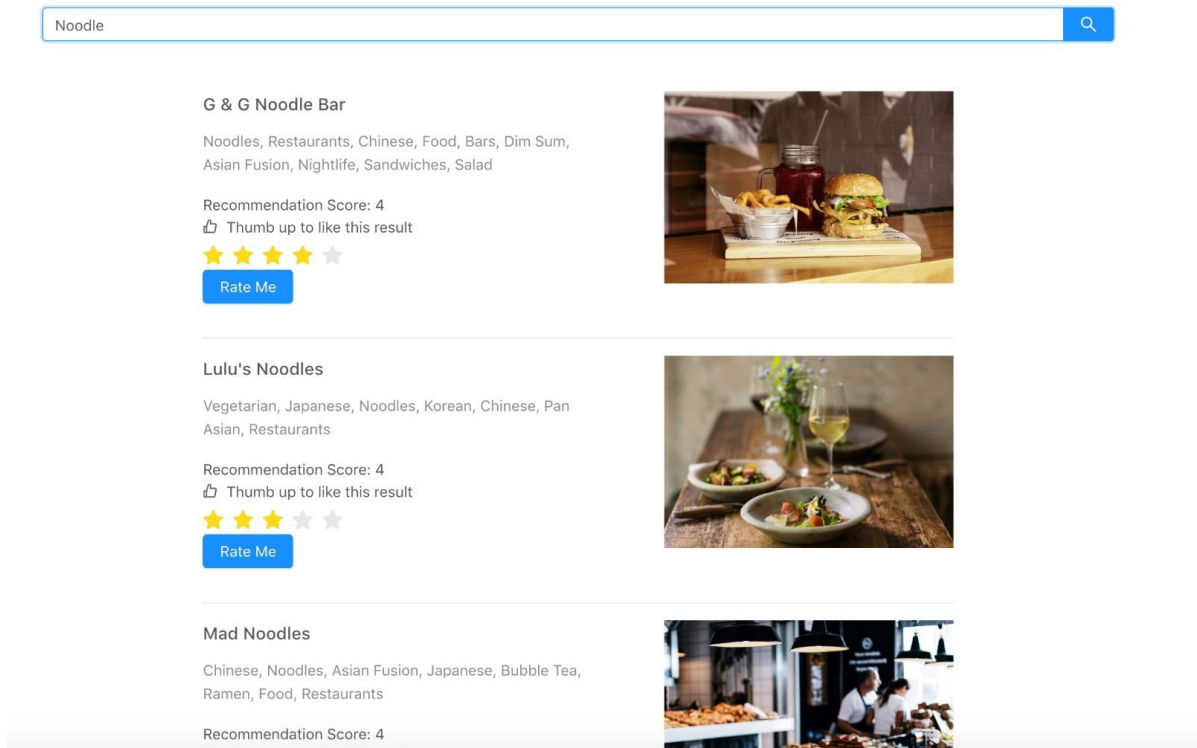 Noodle
G & G Noodle Bar
Noodles, Restaurants, Chinese, Food, Bars, Dim Sum,
Asian Fusion, Nightlife, Sandwiches, Salad
Recommendation Score: 4
Thumb up to like this result
Rate Me
Lulu's Noodles
Vegetarian, Japanese, Noodles, Korean, Chinese, Pan
Asian, Restaurants
Recommendation Score: 4
Thumb up to like this result
Rate Me
Mad Noodles
Chinese, Noodles, Asian Fusion, Japanese, Bubble Tea,
Ramen, Food, Restaurants
Recommendation Score: 4